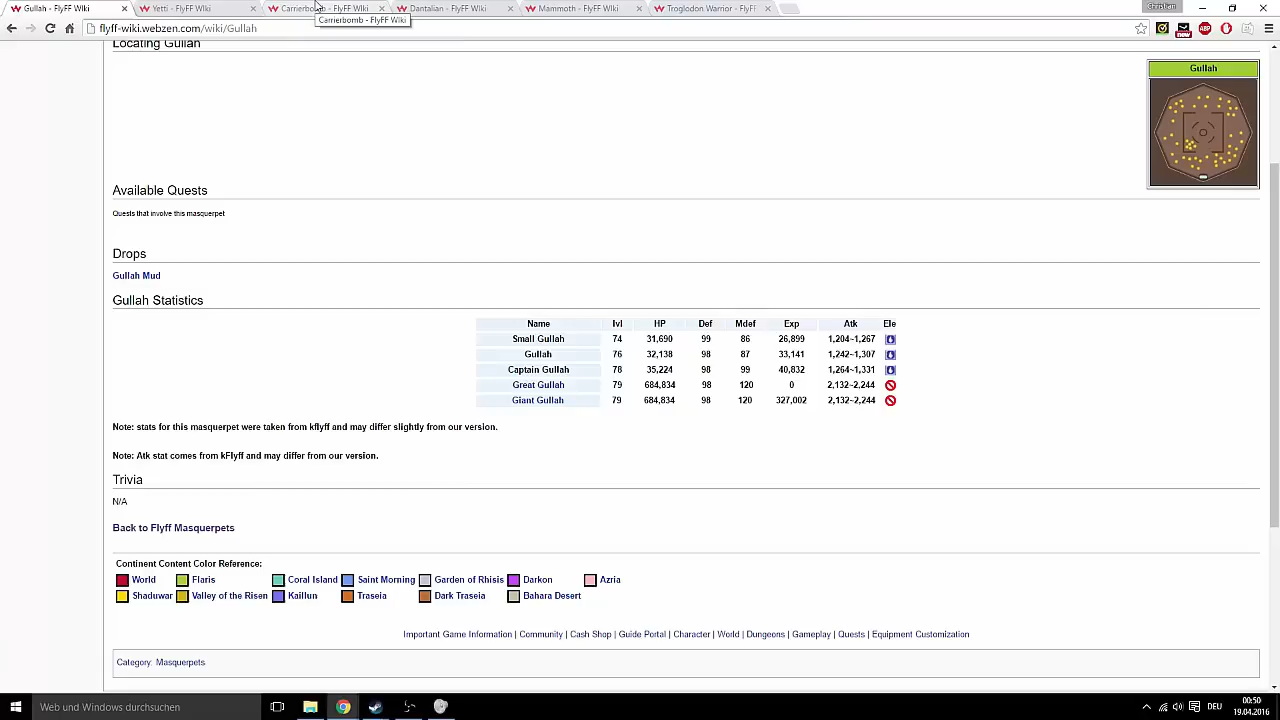 Gullah - FlyFF Wiki
Yetti - FlyFF Wiki
Carrierbomb - FlyFF Wiki
Dantalian - FlyFF Wiki
Mammoth - FlyFF Wiki
Troglodon Warrior - FlyFF
Christian
Carrierbomb - FlyFF Wiki
flyff-wiki.webzen.com/wiki/Gullah
new
ABP
Locating Gullah
Gullah
Available Quests
Quests that involve this masquerpet
Drops
Gullah Mud
Gullah Statistics
Name lvl HP Def Mdef Exp Atk Ele
Small Gullah 74 31,690 99 86 26,899 1,204~1,267
Gullah 76 32,138 98 87 33,141 1,242~1,307
Captain Gullah 78 35,224 98 99 40,832 1,264~1,331
Great Gullah 79 684,834 98 120 0 2,132~2,244
Giant Gullah 79 684,834 98 120 327,002 2,132~2,244
Note: stats for this masquerpet were taken from kflyff and may differ slightly from our version.
Note: Atk stat comes from kFlyff and may differ from our version.
Trivia
N/A
Back to Flyff Masquerpets
Continent Content Color Reference:
World Flaris Coral Island Saint Morning Garden of Rhisis Darkon Azria
Shaduwar Valley of the Risen Kaillun Traseia Dark Traseia Bahara Desert
Important Game Information | Community | Cash Shop | Guide Portal | Character | World | Dungeons | Gameplay | Quests | Equipment Customization
Category: Masquerpets
Web und Windows durchsuchen
DEU
00:50
19.04.2016